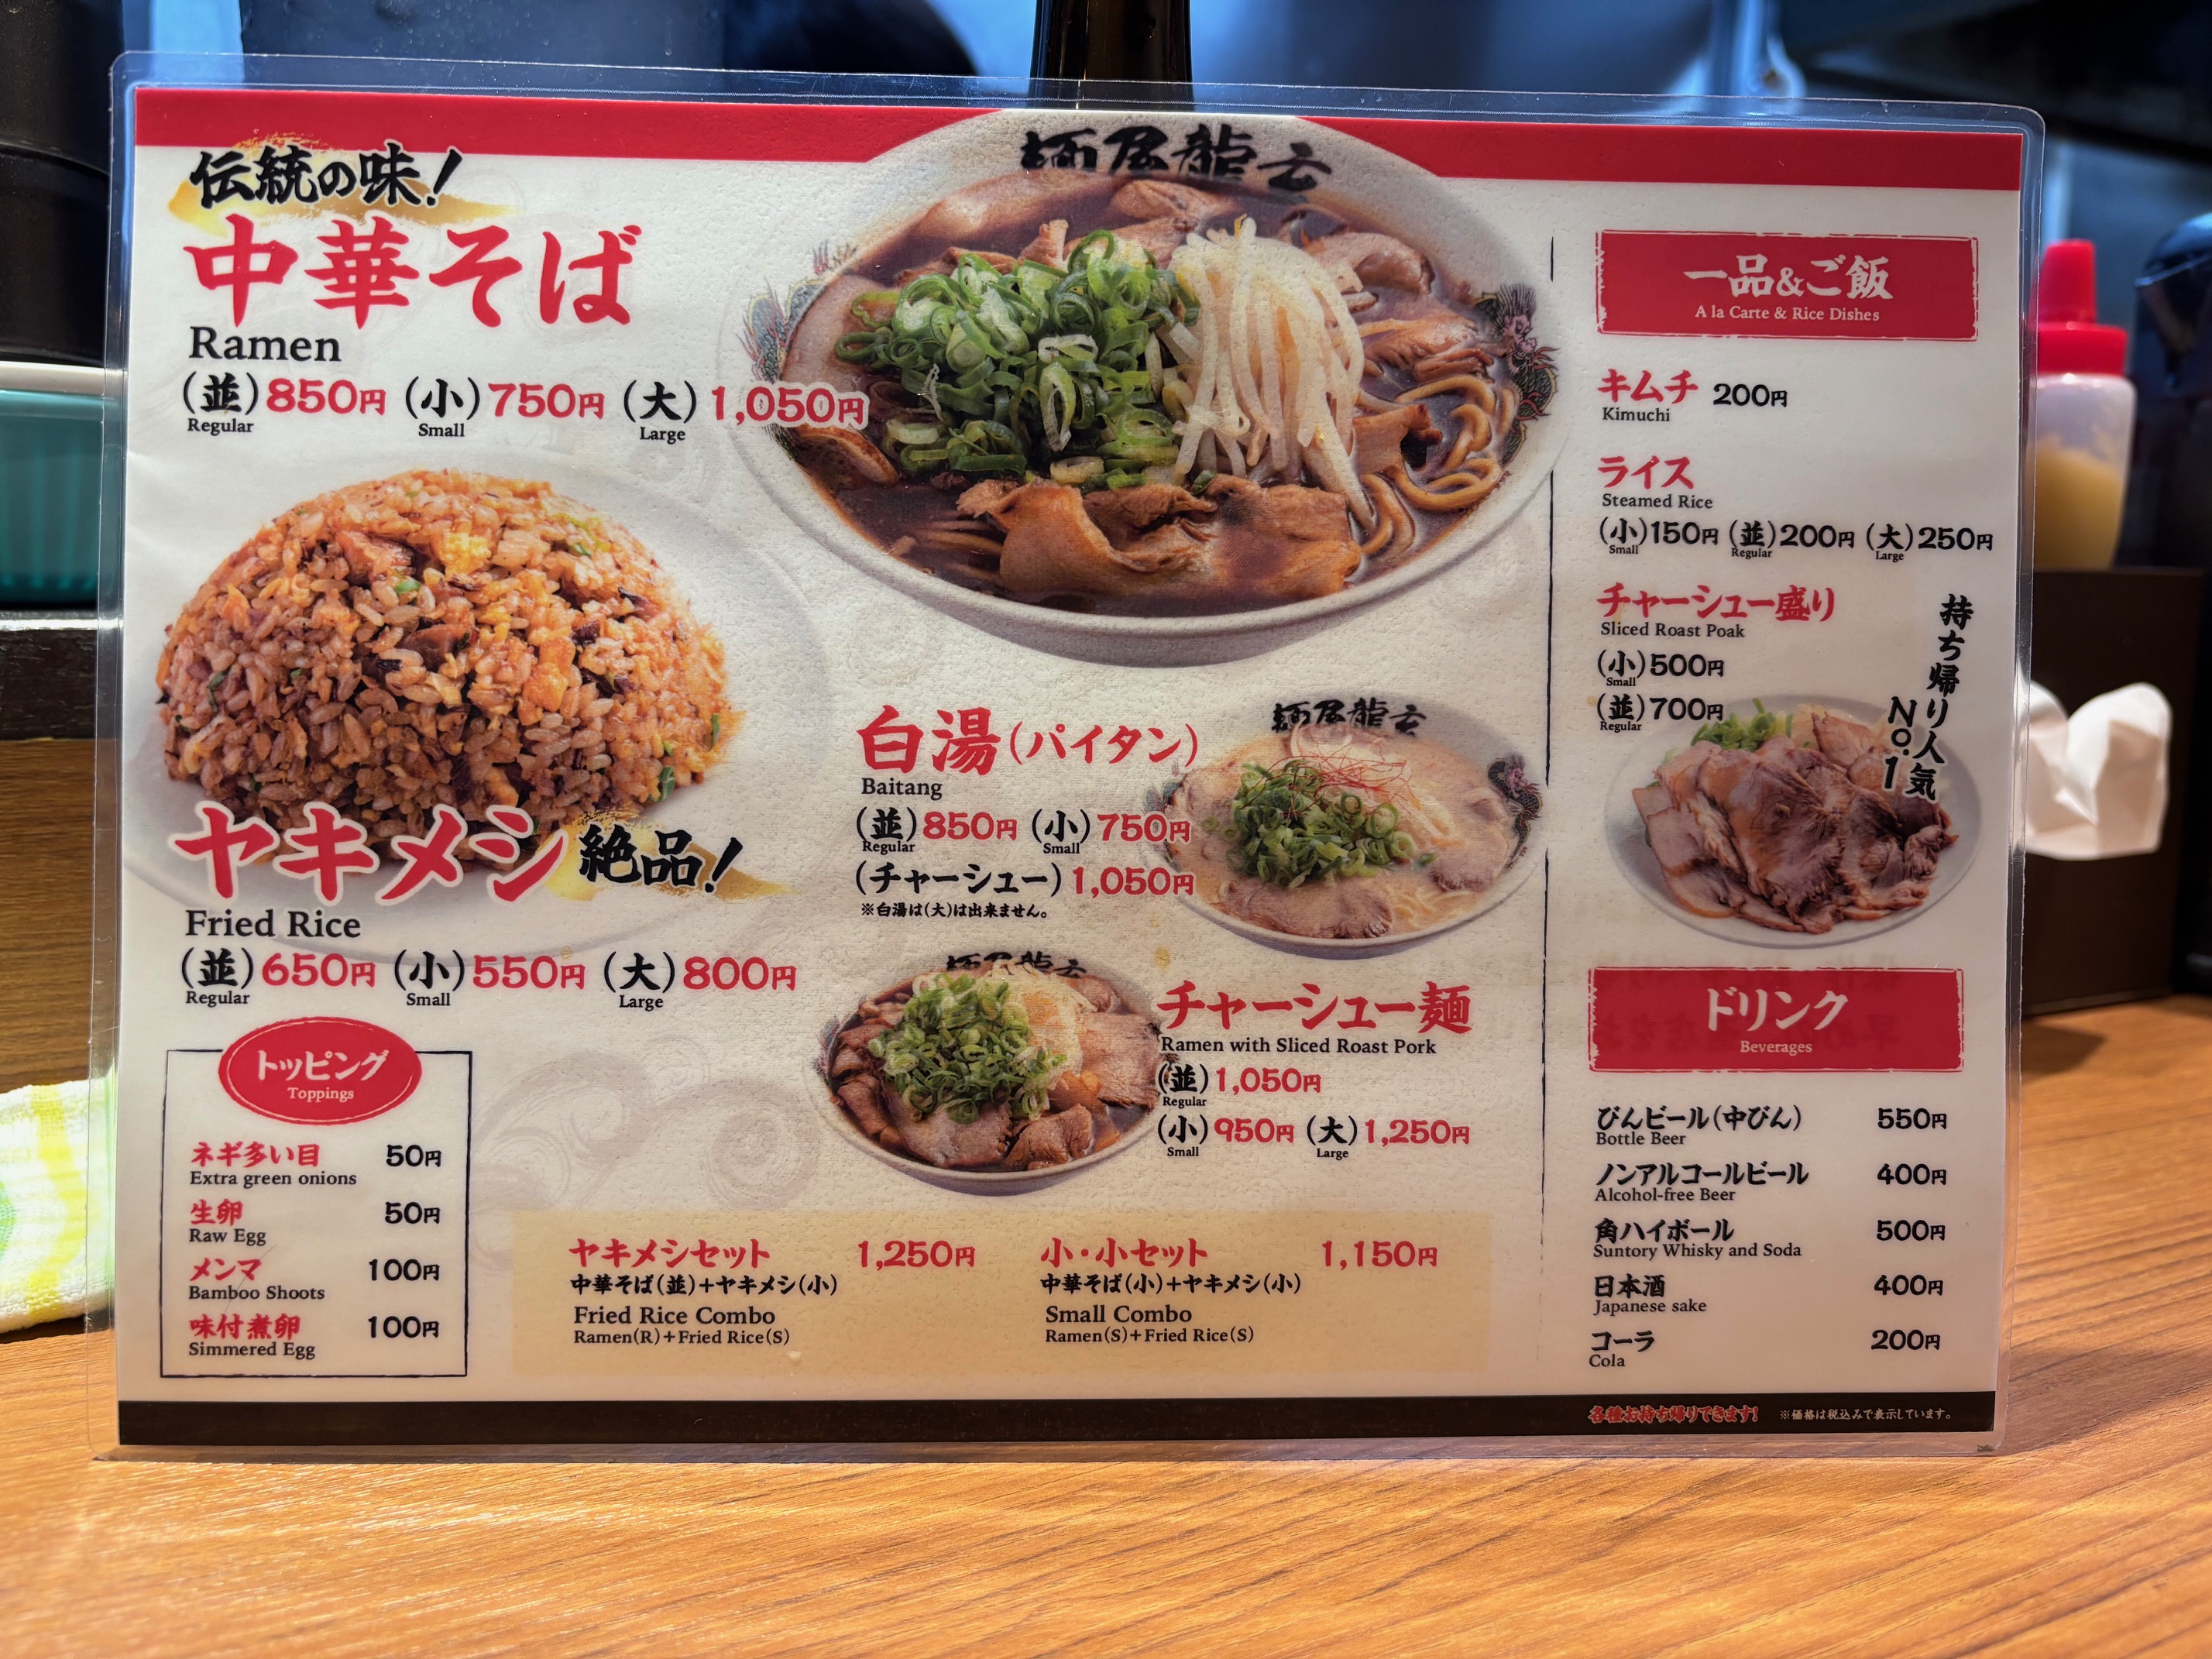 伝統の味!
中華そば
Ramen
(並)850円 (小)750円 (大)1,050円
Regular Small Large
麺屋龍玄
ヤキメシ 絶品!
Fried Rice
(並)650円 (小)550円 (大)800円
Regular Small Large
トッピング
Toppings
ネギ多い目 50円
Extra green onions
生卵 50円
Raw Egg
メンマ 100円
Bamboo Shoots
味付煮卵 100円
Simmered Egg
白湯(パイタン)
Baitang
(並)850円 (小)750円
Regular Small
(チャーシュー)1,050円
※白湯は(大)は出来ません。
麺屋龍玄
麺屋龍玄
チャーシュー麺
Ramen with Sliced Roast Pork
(並)1,050円
Regular
(小)950円 (大)1,250円
Small Large
ヤキメシセット 1,250円
中華そば(並)+ヤキメシ(小)
Fried Rice Combo
Ramen(R)+Fried Rice(S)
小・小セット 1,150円
中華そば(小)+ヤキメシ(小)
Small Combo
Ramen(S)+Fried Rice(S)
一品&ご飯
A la Carte & Rice Dishes
キムチ 200円
Kimuchi
ライス
Steamed Rice
(小)150円 (並)200円 (大)250円
Small Regular Large
チャーシュー盛り
Sliced Roast Poak
(小)500円
Small
(並)700円
Regular
持ち帰り人気
No.1
ドリンク
Beverages
びんビール(中びん) 550円
Bottle Beer
ノンアルコールビール 400円
Alcohol-free Beer
角ハイボール 500円
Suntory Whisky and Soda
日本酒 400円
Japanese sake
コーラ 200円
Cola
各種お持ち帰りできます! ※価格は税込みで表示しています。